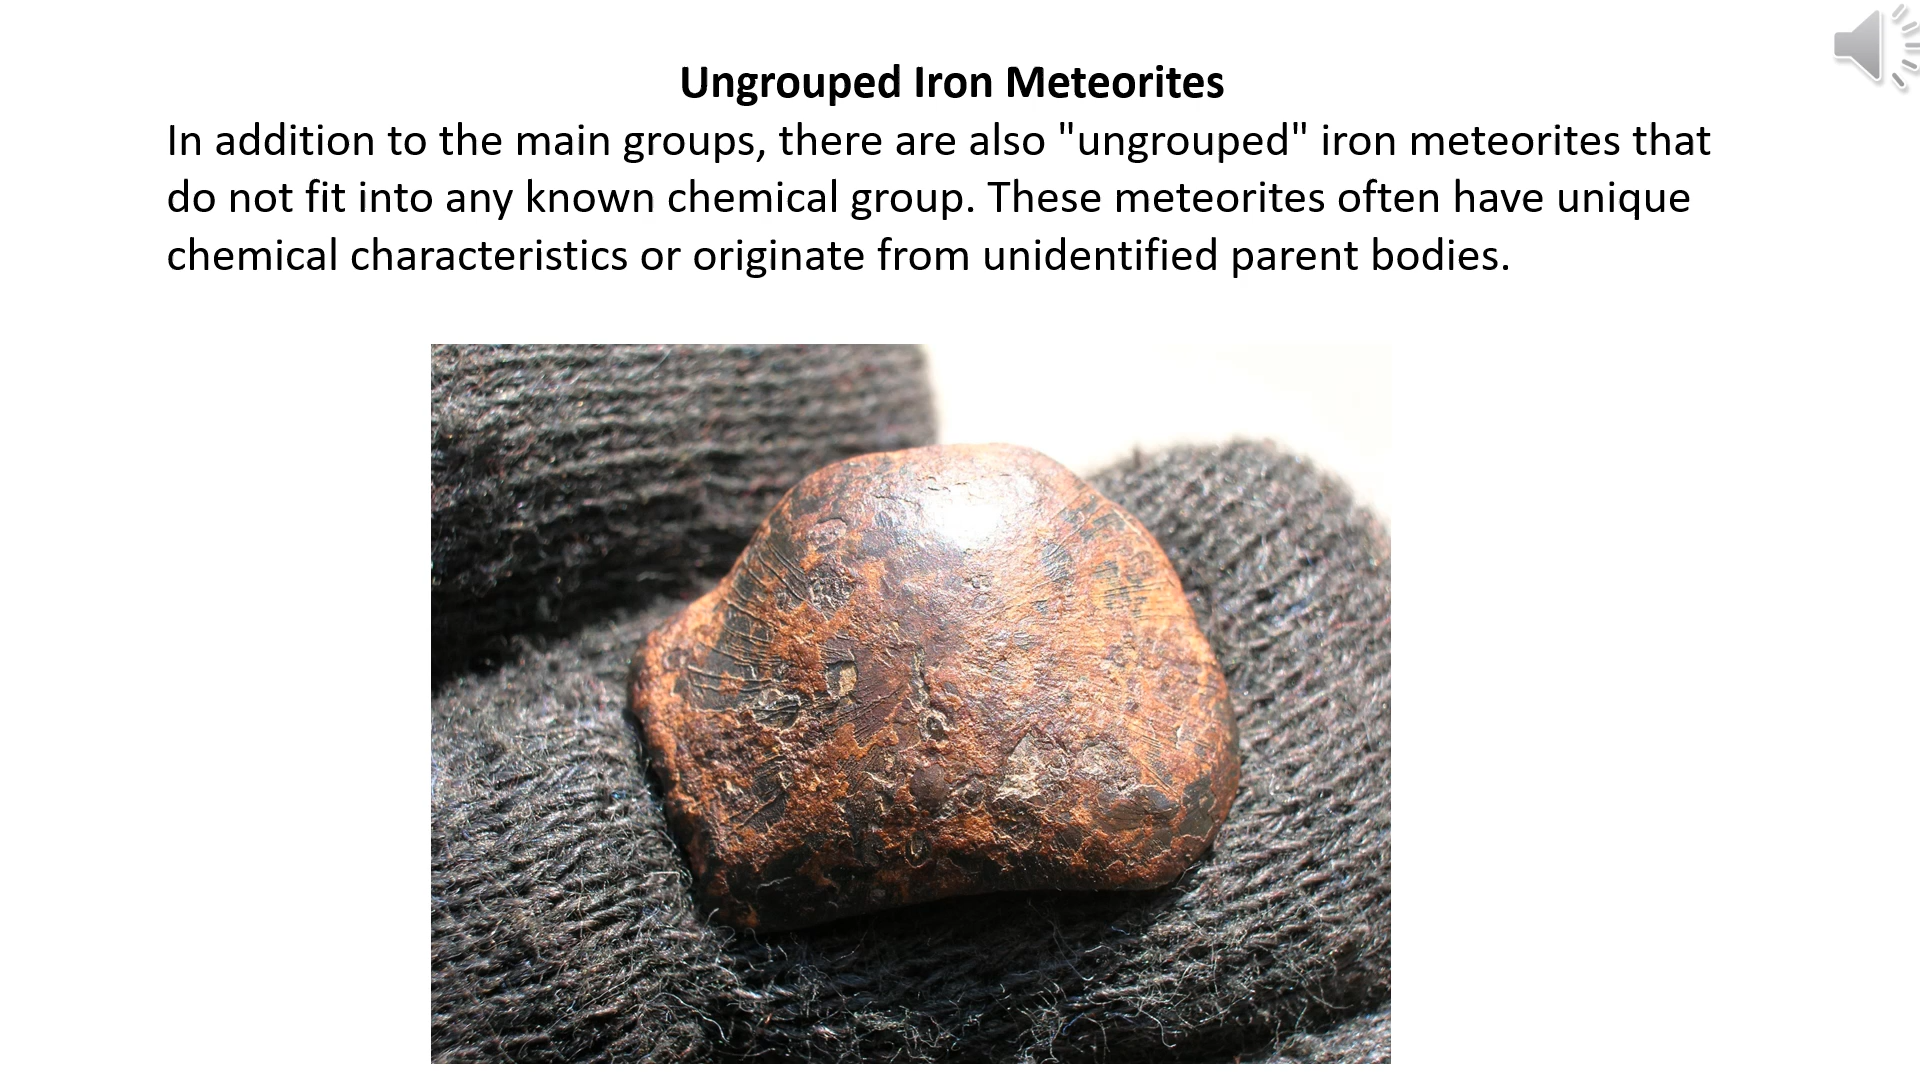 Ungrouped Iron Meteorites
In addition to the main groups, there are also "ungrouped" iron meteorites that
do not fit into any known chemical group. These meteorites often have unique
chemical characteristics or originate from unidentified parent bodies.